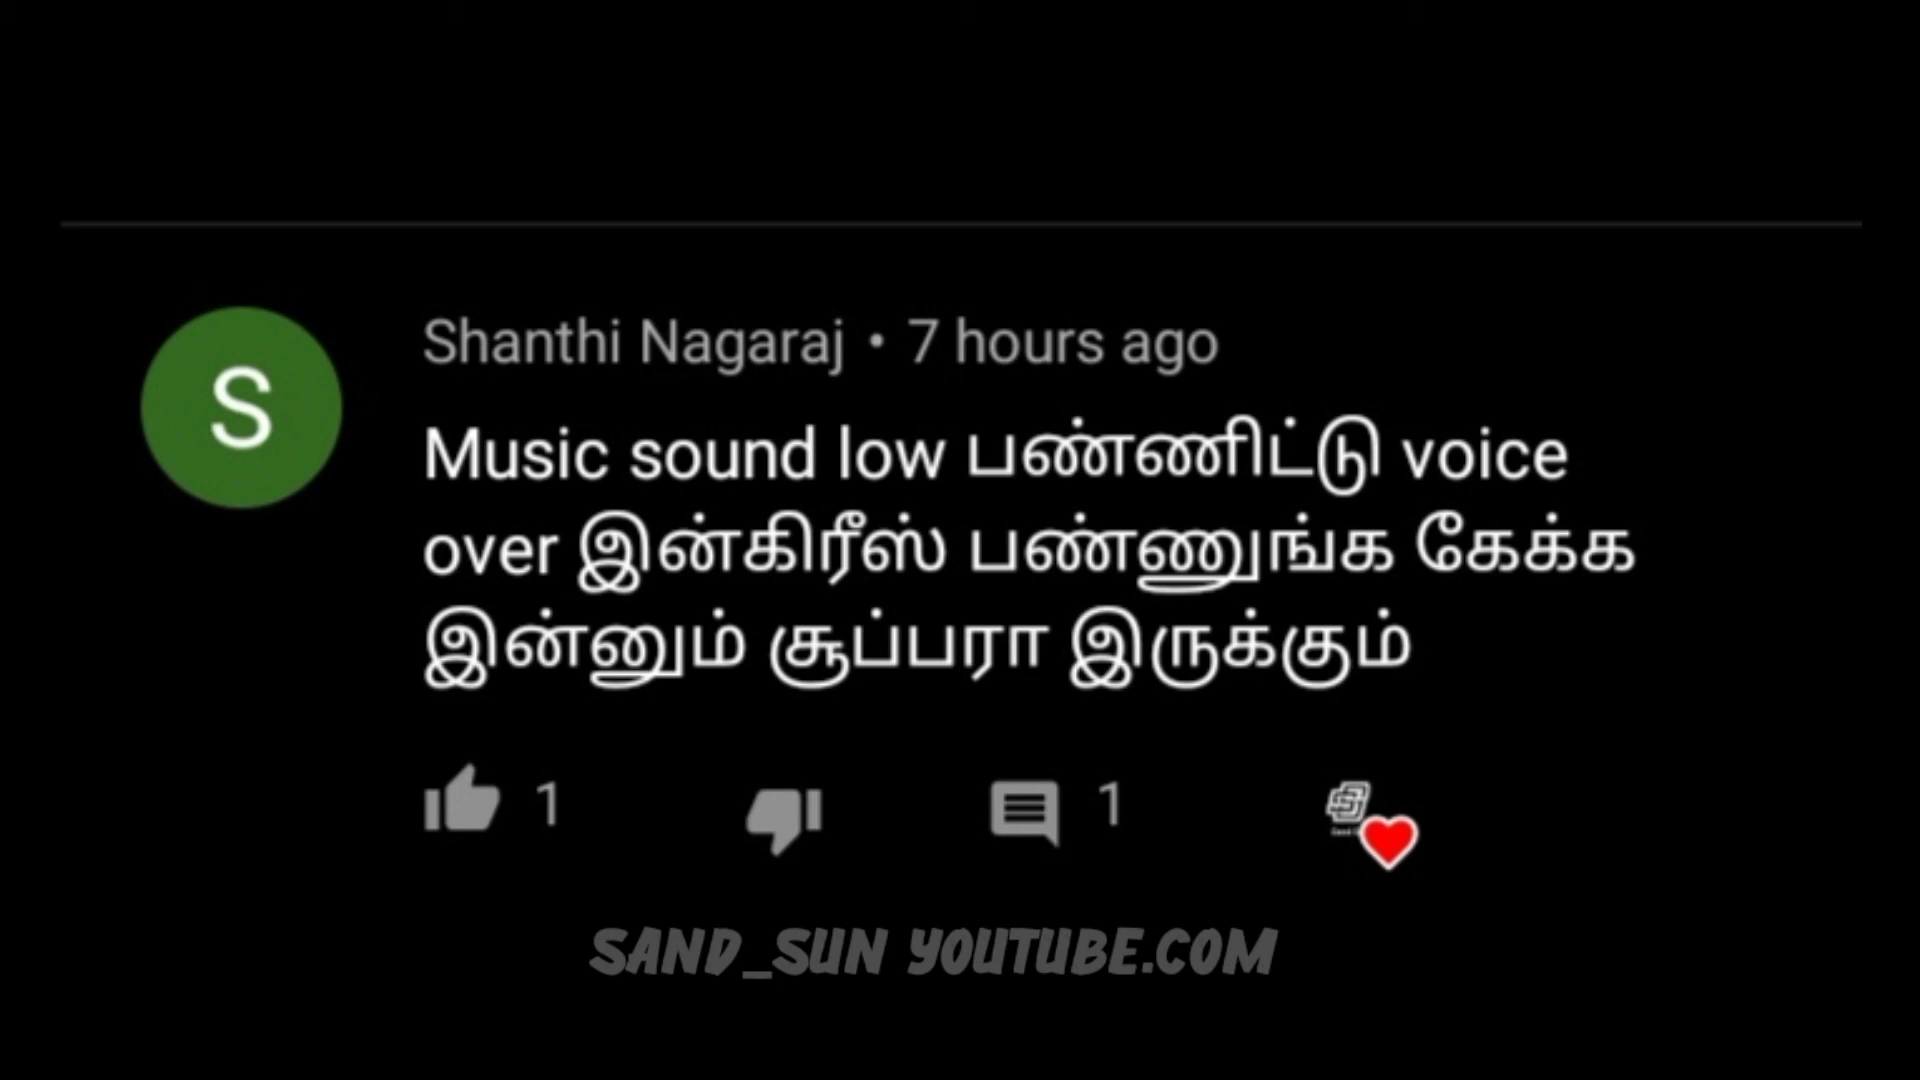 S
Shanthi Nagaraj • 7 hours ago
Music sound low பண்ணிட்டு voice
over இன்கிரீஸ் பண்ணுங்க கேக்க
இன்னும் சூப்பரா இருக்கும்
1 1
SAND_SUN YOUTUBE.COM